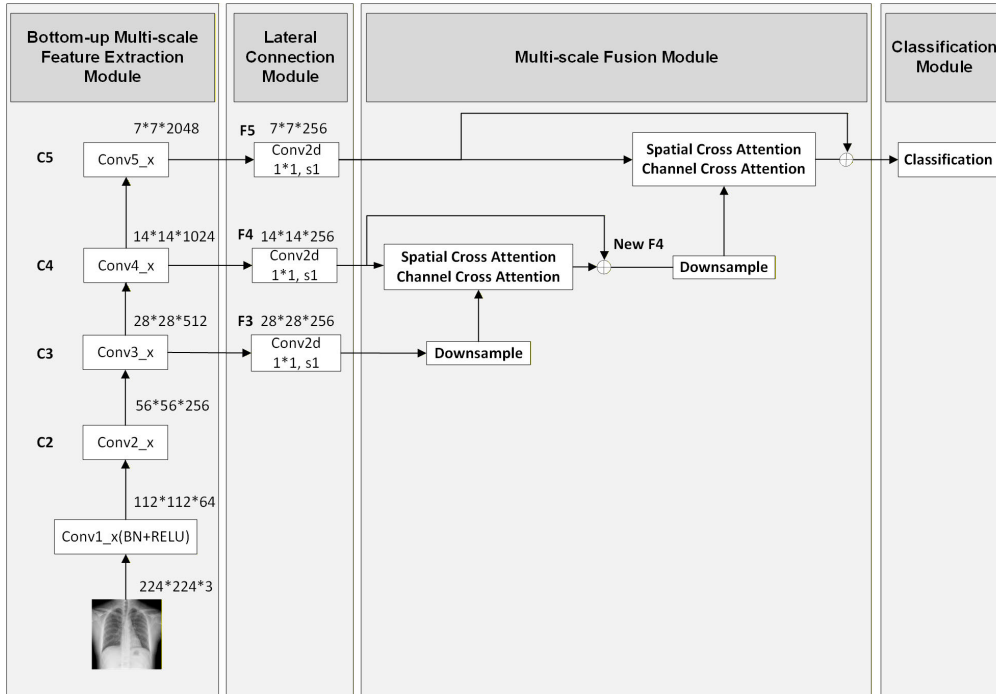 Bottom-up Multi-scale
Feature Extraction
Module
Lateral
Connection
Module
Multi-scale Fusion Module
Classification
Module
7*7*2048
F5 7*7*256
C5
Conv5_x
Conv2d
1*1, s1
Spatial Cross Attention
Channel Cross Attention
Classification
14*14*1024
F4 14*14*256
New F4
C4
Conv4_x
Conv2d
1*1, s1
Spatial Cross Attention
Channel Cross Attention
Downsample
28*28*512
F3 28*28*256
C3
Conv3_x
Conv2d
1*1, s1
Downsample
56*56*256
C2
Conv2_x
112*112*64
Conv1_x(BN+RELU)
224*224*3